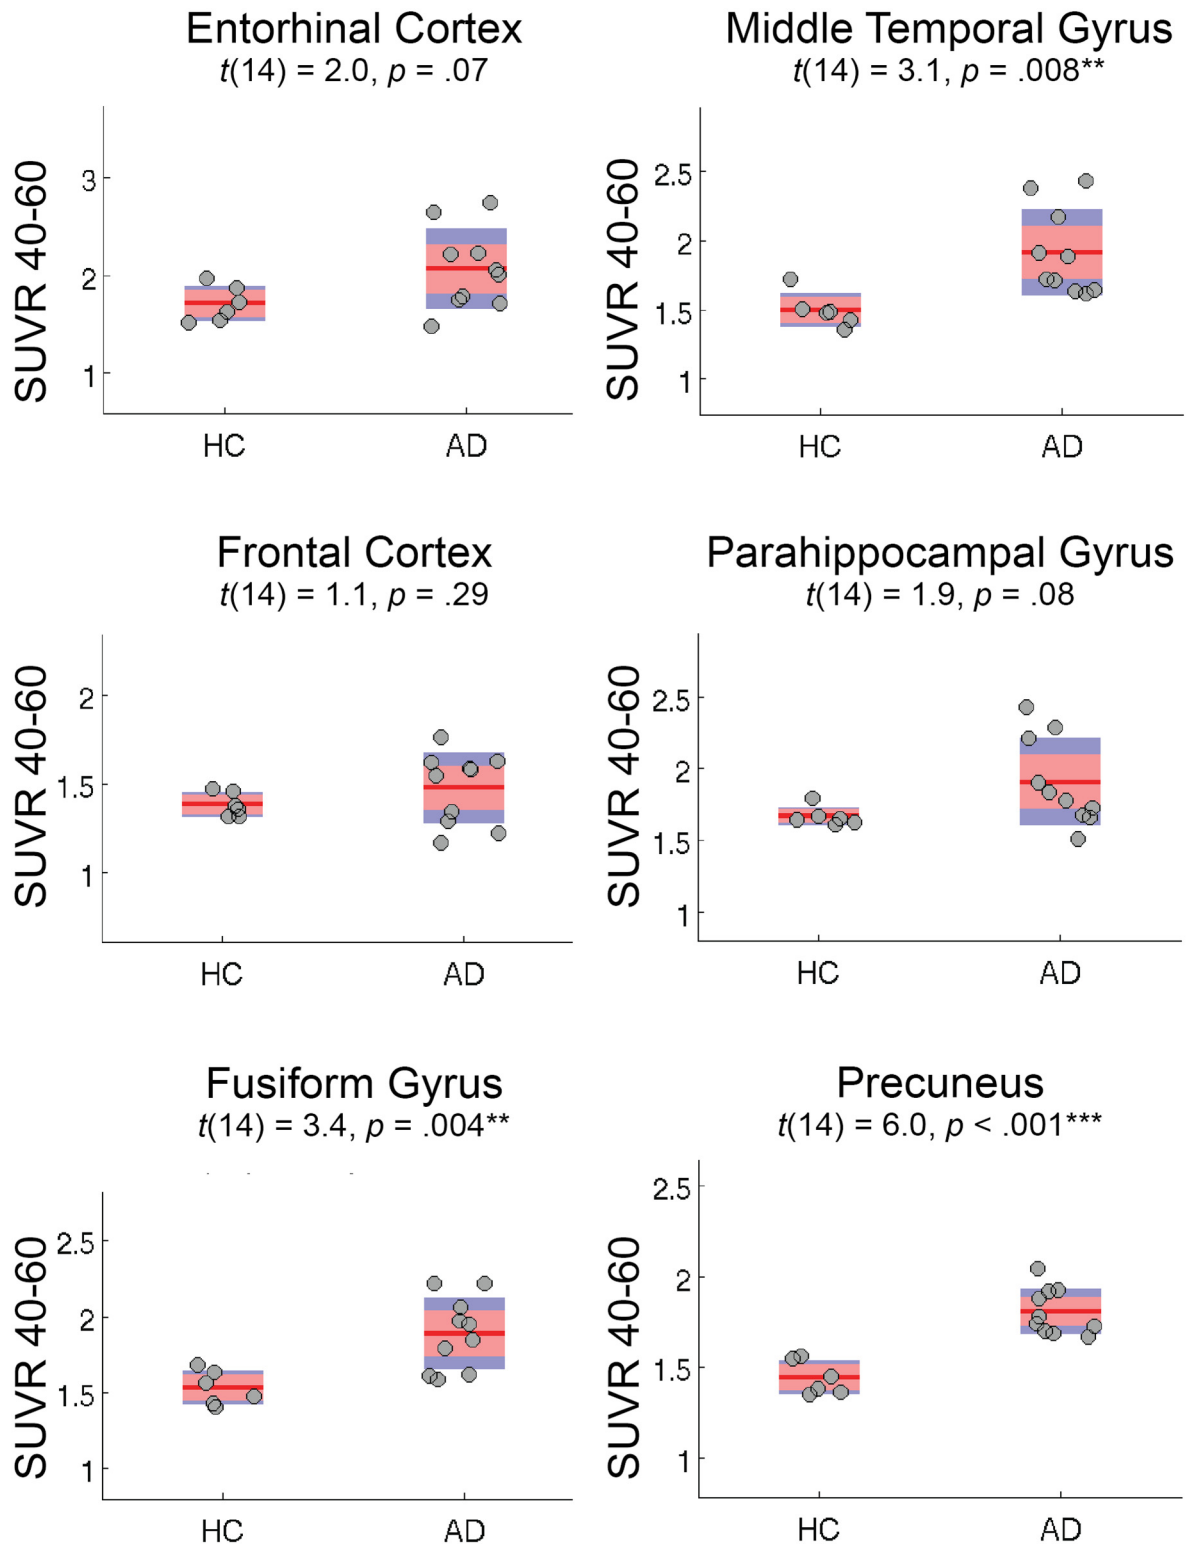 Entorhinal Cortex
t(14) = 2.0, p = .07
SUVR 40-60
3
2
1
HC
AD
Middle Temporal Gyrus
t(14) = 3.1, p = .008**
SUVR 40-60
2.5
2
1.5
1
HC
AD
Frontal Cortex
t(14) = 1.1, p = .29
SUVR 40-60
2
1.5
1
HC
AD
Parahippocampal Gyrus
t(14) = 1.9, p = .08
SUVR 40-60
2.5
2
1.5
1
HC
AD
Fusiform Gyrus
t(14) = 3.4, p = .004**
SUVR 40-60
2.5
2
1.5
1
HC
AD
Precuneus
t(14) = 6.0, p < .001***
SUVR 40-60
2.5
2
1.5
1
HC
AD